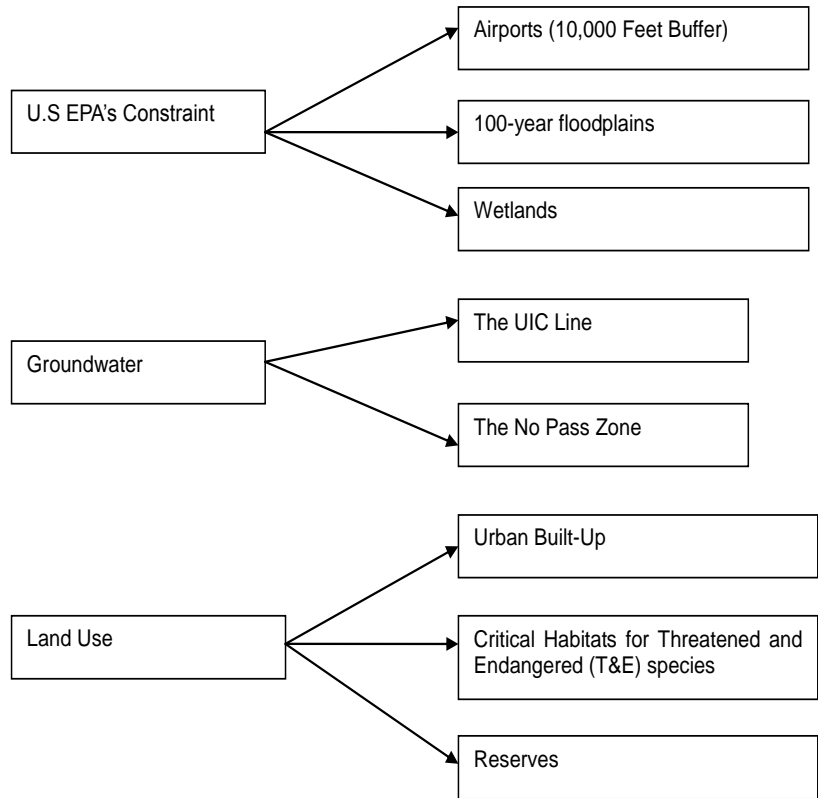 Airports (10,000 Feet Buffer)
U.S EPA's Constraint
100-year floodplains
Wetlands
The UIC Line
Groundwater
The No Pass Zone
Urban Built-Up
Land Use
Critical Habitats for Threatened and
Endangered (T&E) species
Reserves